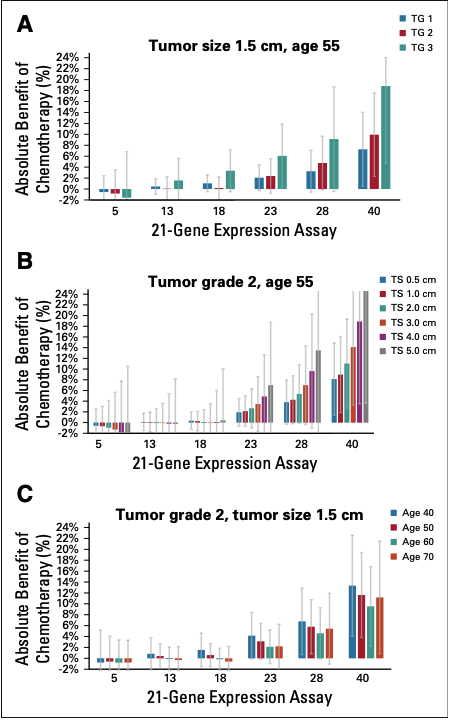 A
Tumor size 1.5 cm, age 55
TG 1
TG 2
TG 3
Absolute Benefit of
Chemotherapy (%)
24%
22%
20%
18%
16%
14%
12%
10%
8%
6%
4%
2%
0%
-2%
5 13 18 23 28 40
21-Gene Expression Assay
B
Tumor grade 2, age 55
TS 0.5 cm
TS 1.0 cm
TS 2.0 cm
TS 3.0 cm
TS 4.0 cm
TS 5.0 cm
Absolute Benefit of
Chemotherapy (%)
24%
22%
20%
18%
16%
14%
12%
10%
8%
6%
4%
2%
0%
-2%
5 13 18 23 28 40
21-Gene Expression Assay
C
Tumor grade 2, tumor size 1.5 cm
Age 40
Age 50
Age 60
Age 70
Absolute Benefit of
Chemotherapy (%)
24%
22%
20%
18%
16%
14%
12%
10%
8%
6%
4%
2%
0%
-2%
5 13 18 23 28 40
21-Gene Expression Assay